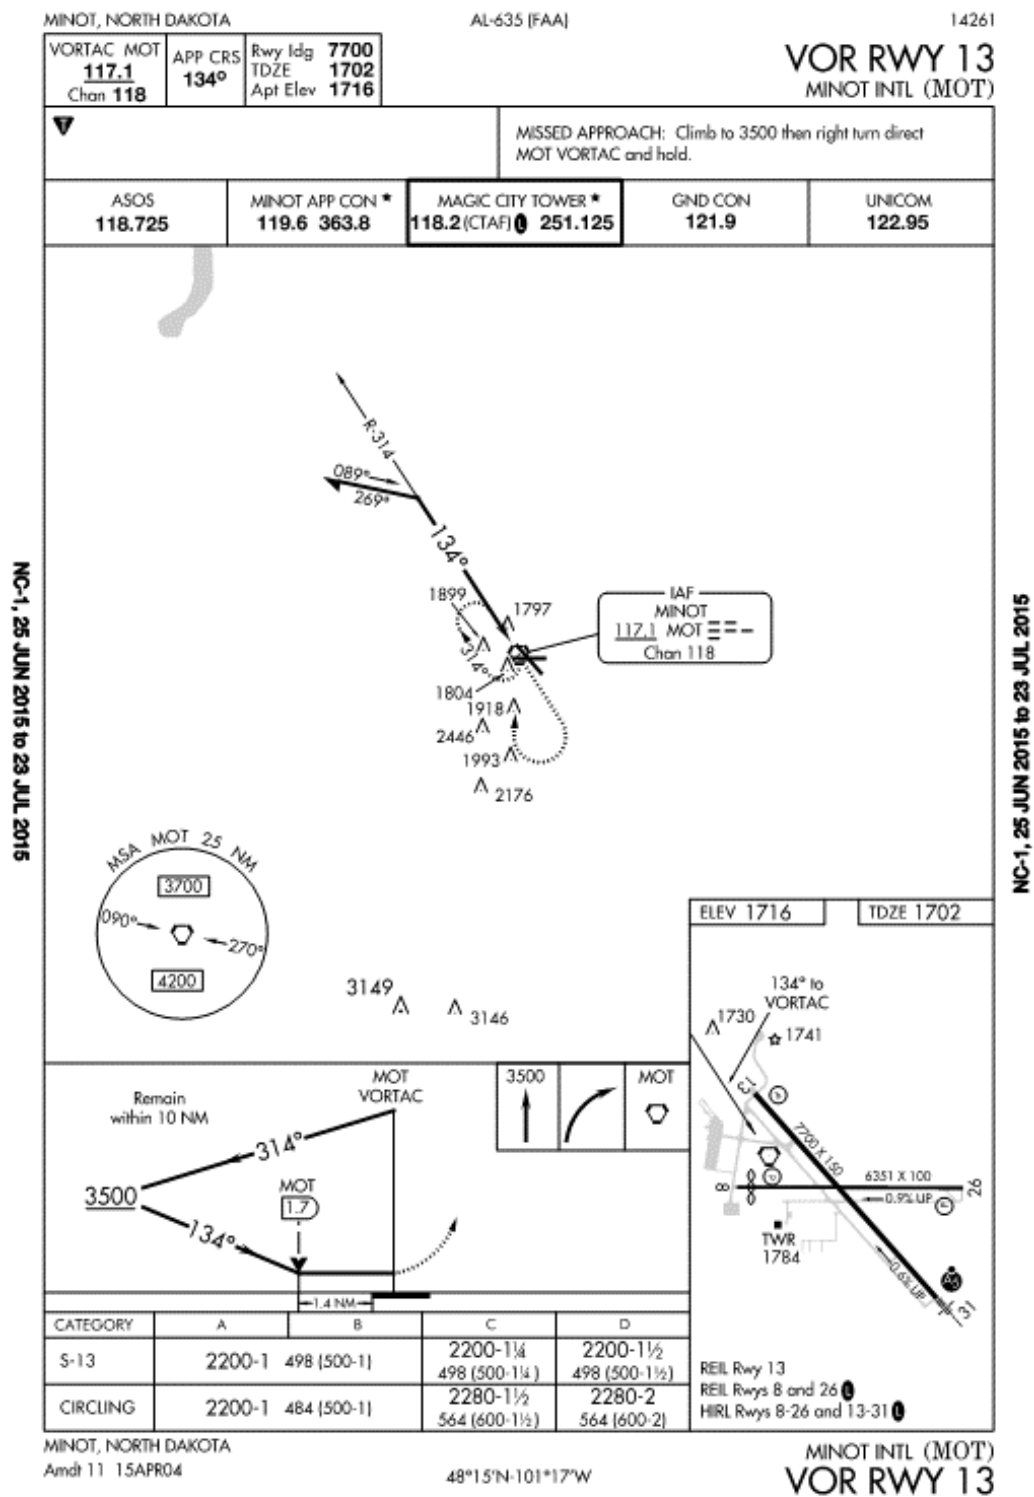 MINOT, NORTH DAKOTA
AL-635 (FAA)
14261
VORTAC MOT
117.1
Chan 118
APP CRS
134°
Rwy ldg 7700
TDZE 1702
Apt Elev 1716
VOR RWY 13
MINOT INTL (MOT)
T
MISSED APPROACH: Climb to 3500 then right turn direct
MOT VORTAC and hold.
ASOS
118.725
MINOT APP CON ★
119.6 363.8
MAGIC CITY TOWER ★
118.2 (CTAF) L 251.125
GND CON
121.9
UNICOM
122.95
R-314
089°
269°
134°
1899
1797
IAF
MINOT
117.1 MOT
Chan 118
314°
1804
1918
2446
1993
2176
MSA MOT 25 NM
3700
090°
270°
4200
3149
3146
ELEV 1716
TDZE 1702
134° to
VORTAC
1730
1741
13
7700 X 150
P
6351 X 100
8
26
0.9% UP
TWR
1784
0.6% UP
31
Remain
within 10 NM
MOT
VORTAC
314°
3500
134°
MOT
1.7
1.4 NM
3500
MOT
CATEGORY
A
B
C
D
S-13
2200-1 498 (500-1)
2200-1¼
498 (500-1¼)
2200-1½
498 (500-1½)
CIRCLING
2200-1 484 (500-1)
2280-1½
564 (600-1½)
2280-2
564 (600-2)
REIL Rwy 13
REIL Rwys 8 and 26 L
HIRL Rwys 8-26 and 13-31 L
MINOT, NORTH DAKOTA
Amdt 11 15APR04
48°15'N-101°17'W
MINOT INTL (MOT)
VOR RWY 13
NC-1, 25 JUN 2015 to 23 JUL 2015
NC-1, 25 JUN 2015 to 23 JUL 2015